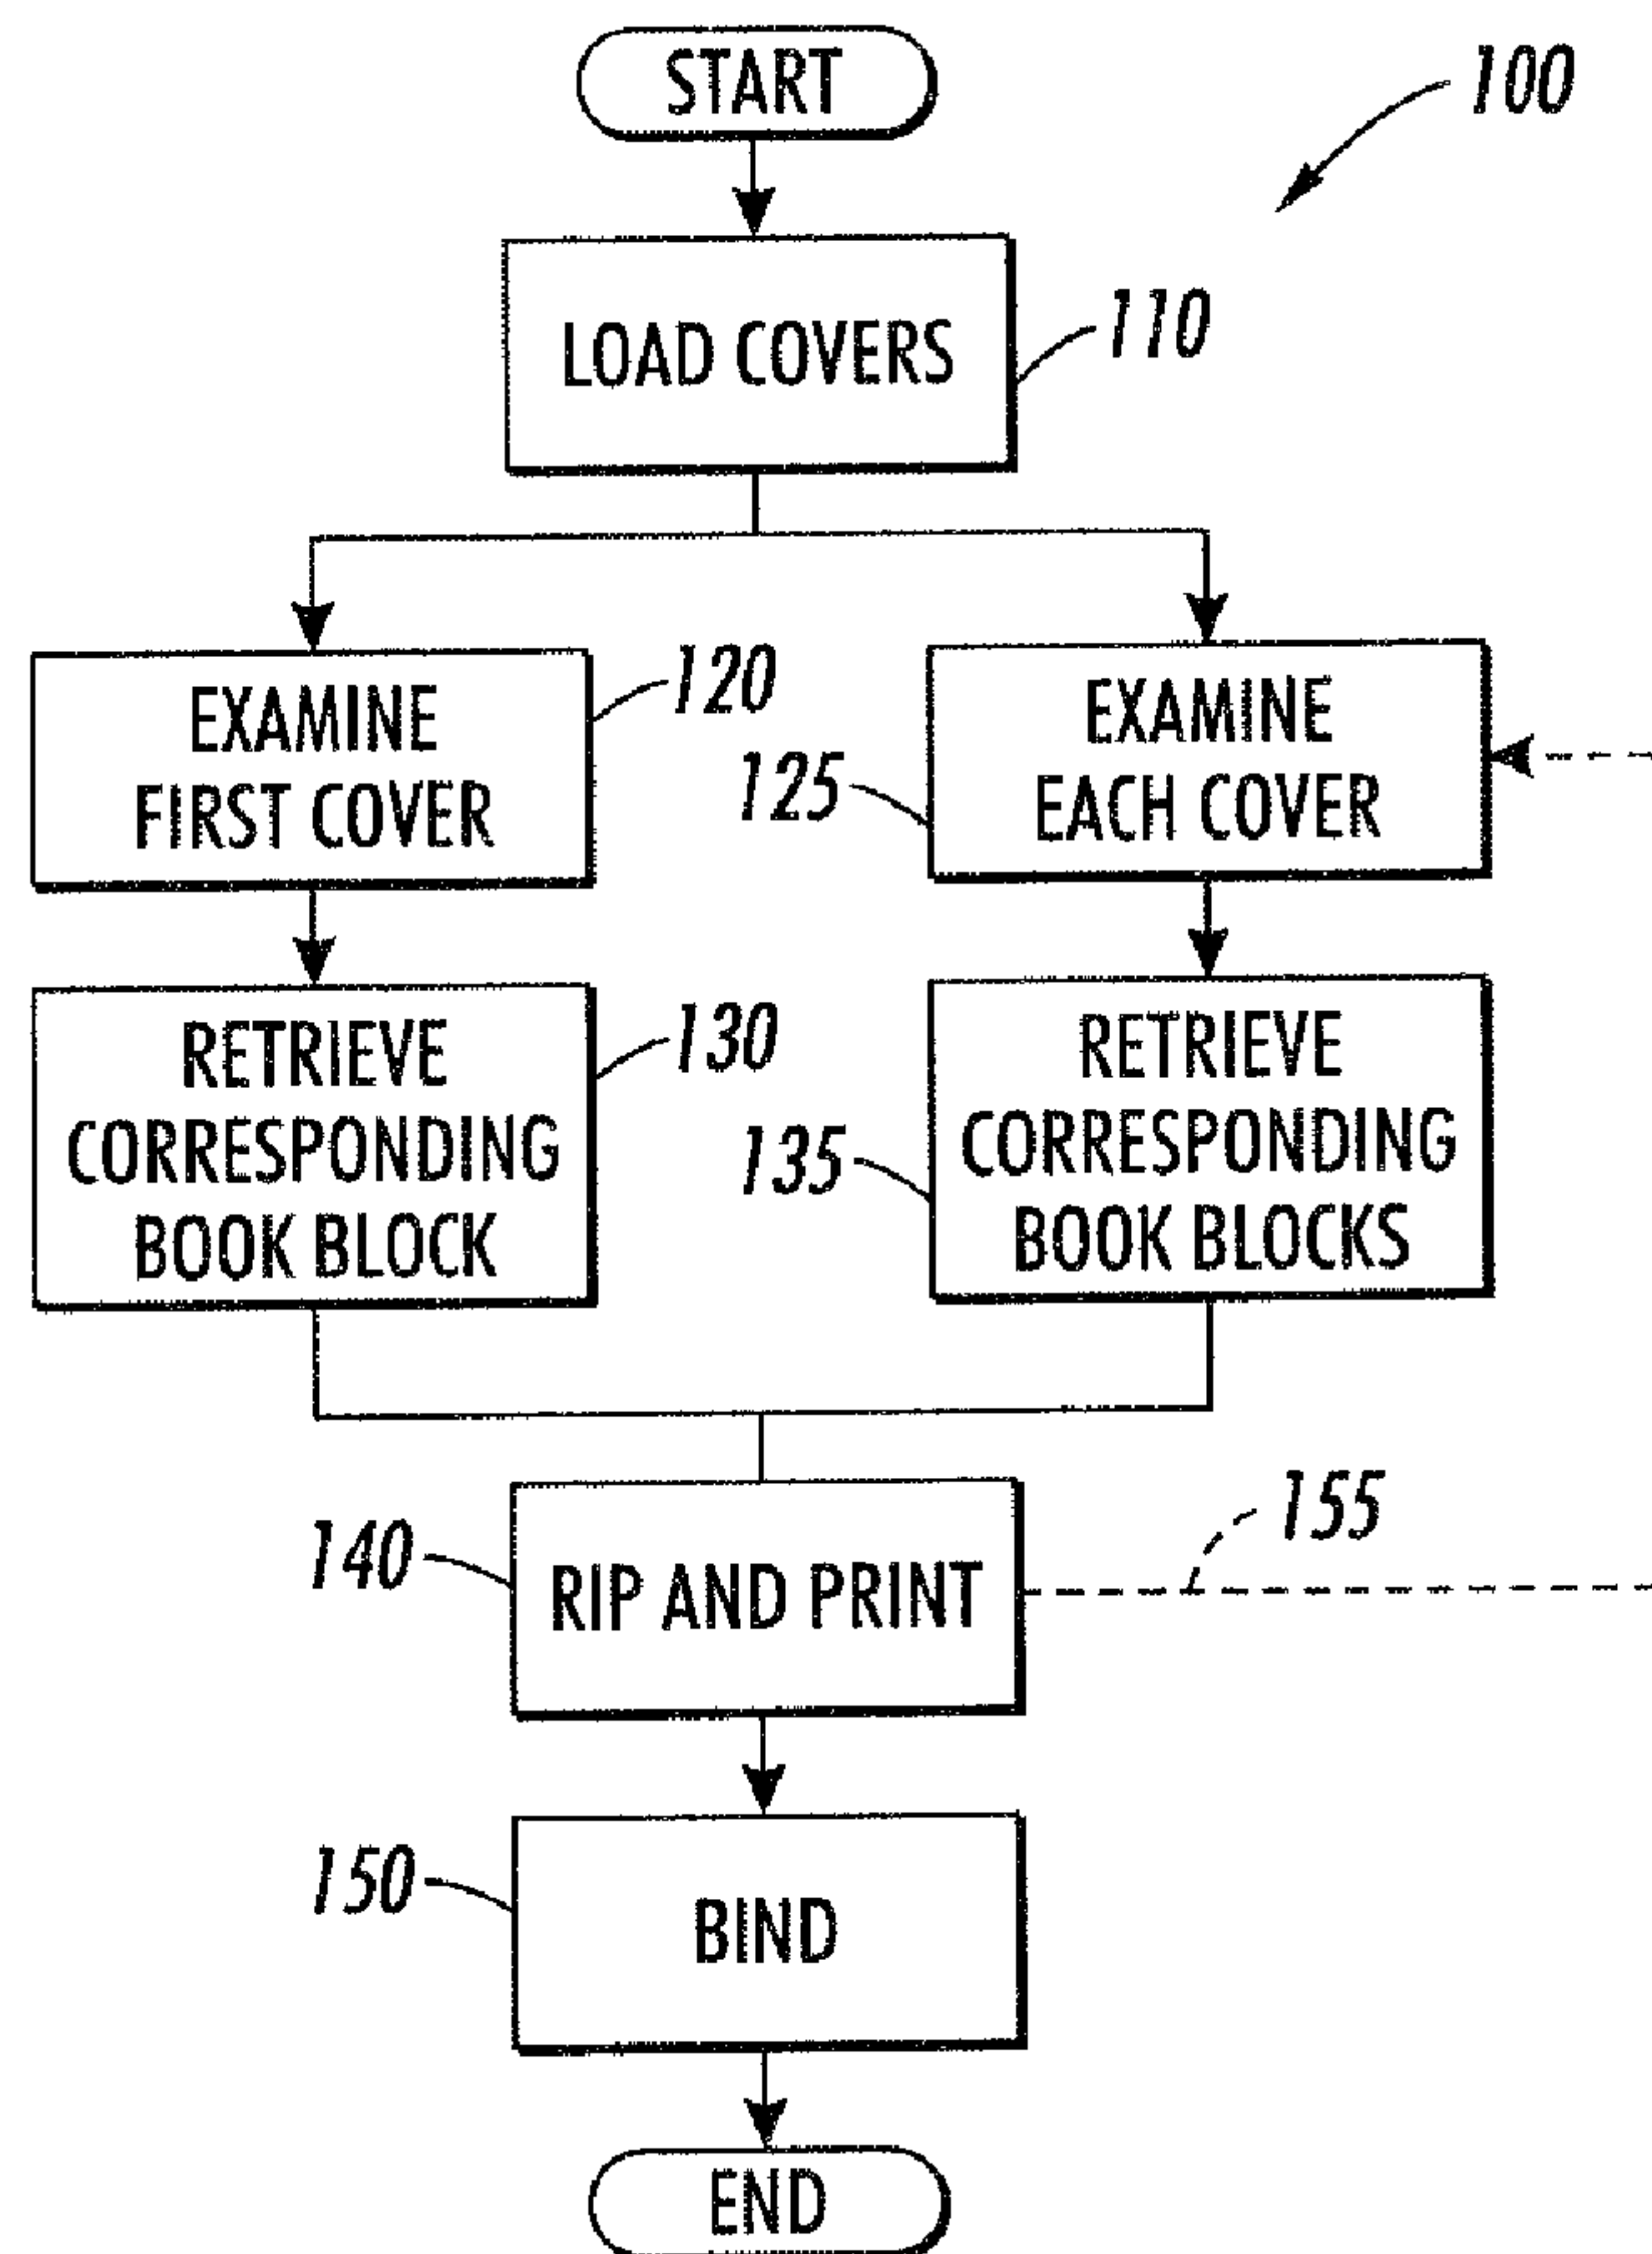 START
100
LOAD COVERS
110
EXAMINE
FIRST COVER
120
125
EXAMINE
EACH COVER
RETRIEVE
CORRESPONDING
BOOK BLOCK
130
135
RETRIEVE
CORRESPONDING
BOOK BLOCKS
140
RIP AND PRINT
155
150
BIND
END